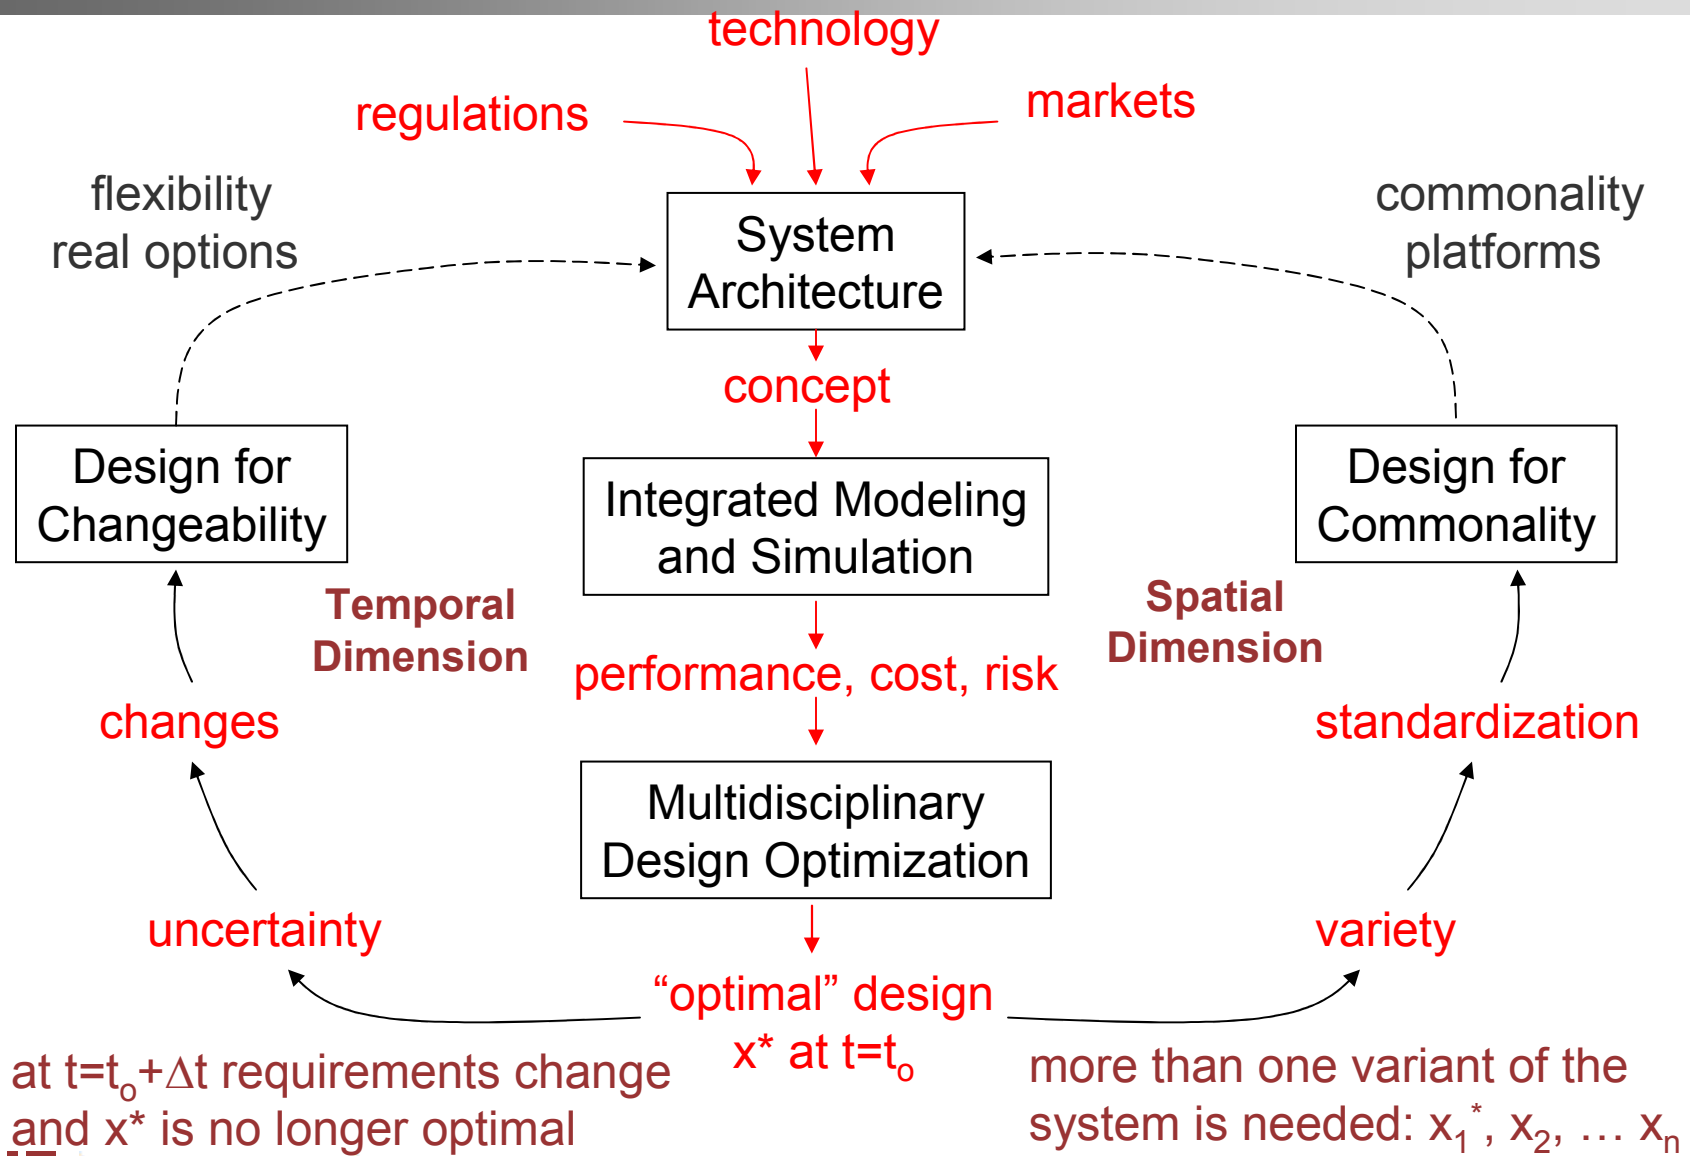 technology
regulations
markets
flexibility
real options
commonality
platforms
System
Architecture
concept
Design for
Changeability
Integrated Modeling
and Simulation
Design for
Commonality
Temporal
Dimension
Spatial
Dimension
performance, cost, risk
changes
standardization
Multidisciplinary
Design Optimization
uncertainty
variety
“optimal” design
x* at t=tₒ
at t=tₒ+Δt requirements change
and x* is no longer optimal
more than one variant of the
system is needed: x₁*, x₂, … xₙ